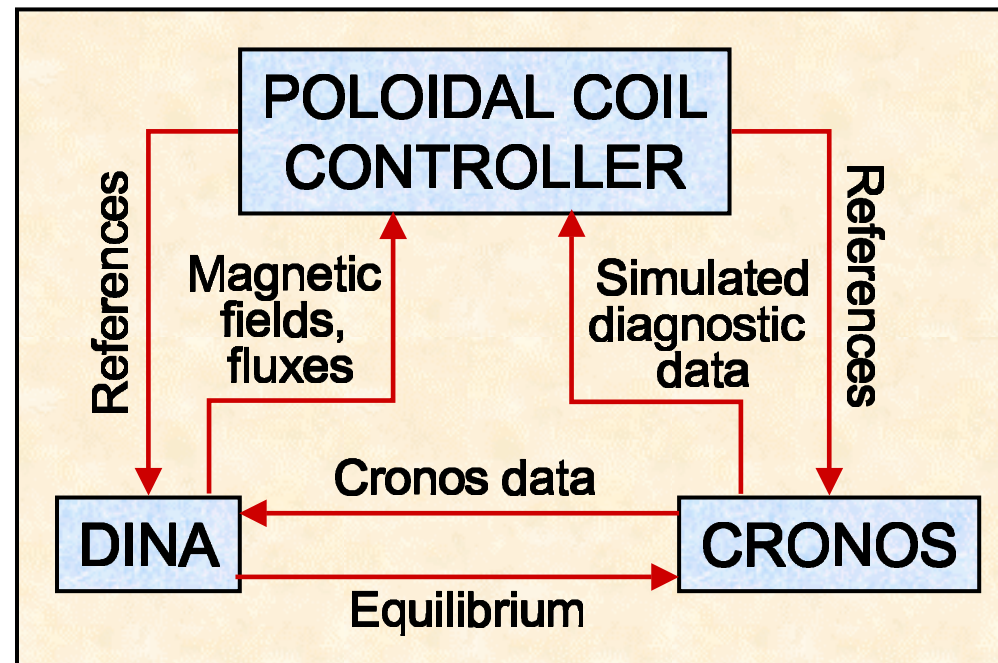 POLOIDAL COIL
CONTROLLER
References
Magnetic
fields,
fluxes
Simulated
diagnostic
data
References
Cronos data
DINA
CRONOS
Equilibrium